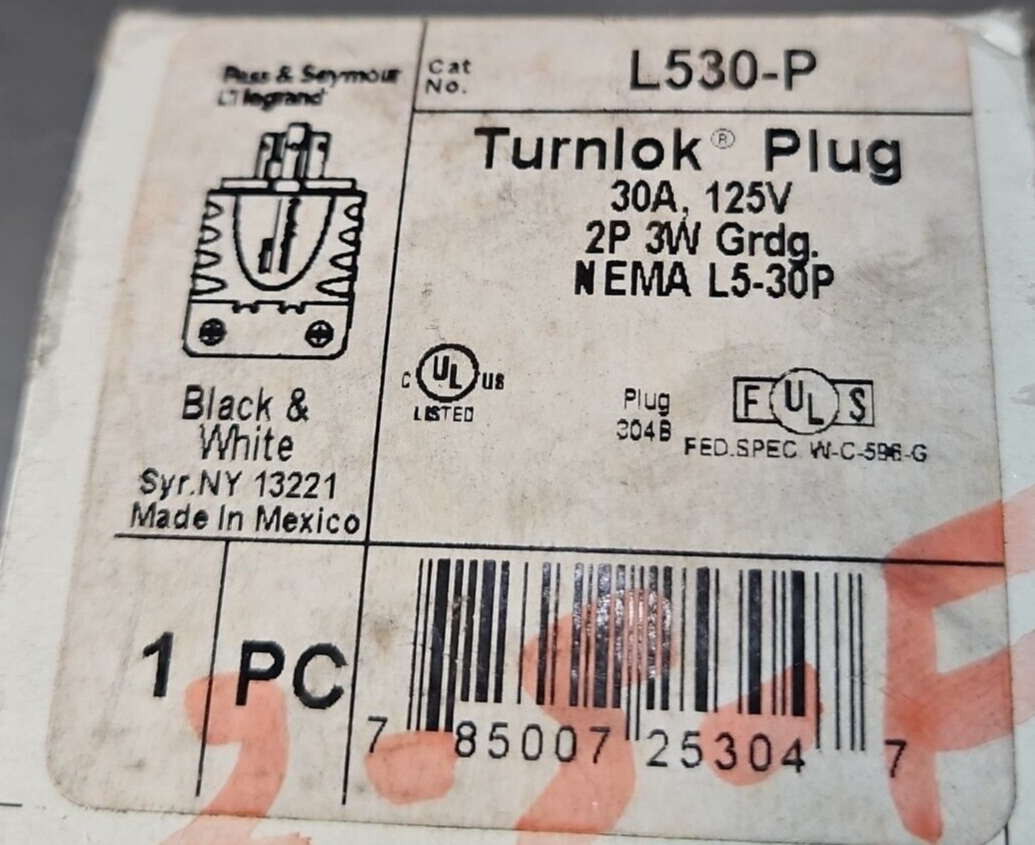 Pass & Seymour
legrand
Cat
No.
L530-P
Turnlok® Plug
30A, 125V
2P 3W Grdg.
NEMA L5-30P
C UL US
LISTED
Plug
304B
F UL S
FED.SPEC W-C-596-G
Black &
White
Syr.NY 13221
Made In Mexico
1 PC
7 85007 25304 7